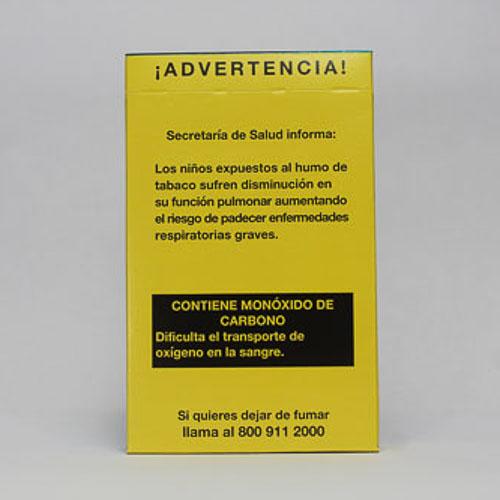 ¡ADVERTENCIA!
Secretaría de Salud informa:
Los niños expuestos al humo de
tabaco sufren disminución en
su función pulmonar aumentando
el riesgo de padecer enfermedades
respiratorias graves.
CONTIENE MONÓXIDO DE
CARBONO
Dificulta el transporte de
oxígeno en la sangre.
Si quieres dejar de fumar
llama al 800 911 2000